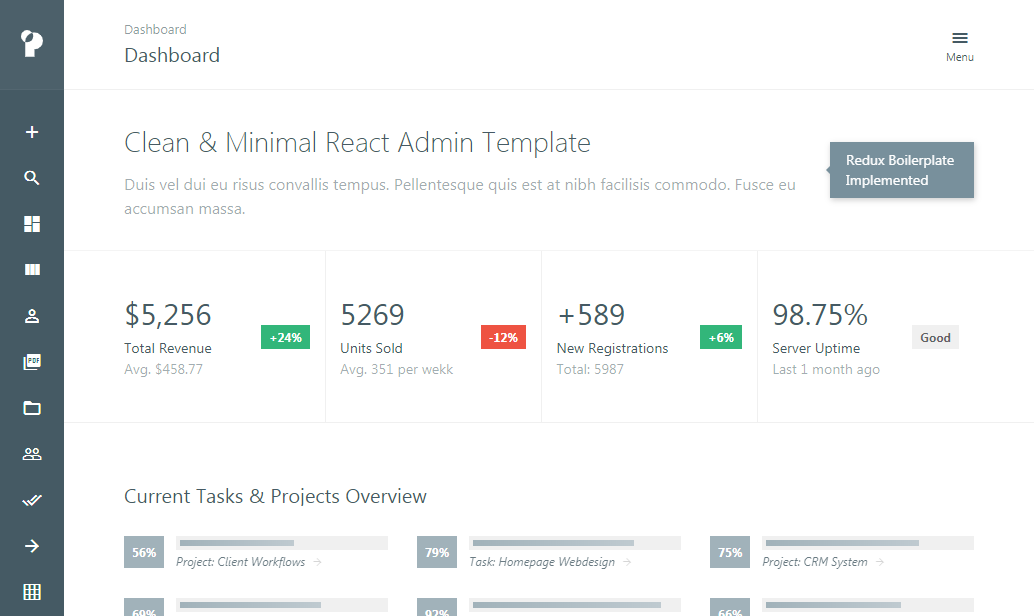 Dashboard
Dashboard
Menu
Clean & Minimal React Admin Template
Duis vel dui eu risus convallis tempus. Pellentesque quis est at nibh facilisis commodo. Fusce eu
accumsan massa.
Redux Boilerplate
Implemented
$5,256
+24%
Total Revenue
Avg. $458.77
5269
-12%
Units Sold
Avg. 351 per wekk
+589
+6%
New Registrations
Total: 5987
98.75%
Good
Server Uptime
Last 1 month ago
PDF
Current Tasks & Projects Overview
56%
Project: Client Workflows
79%
Task: Homepage Webdesign
75%
Project: CRM System
69%
92%
66%